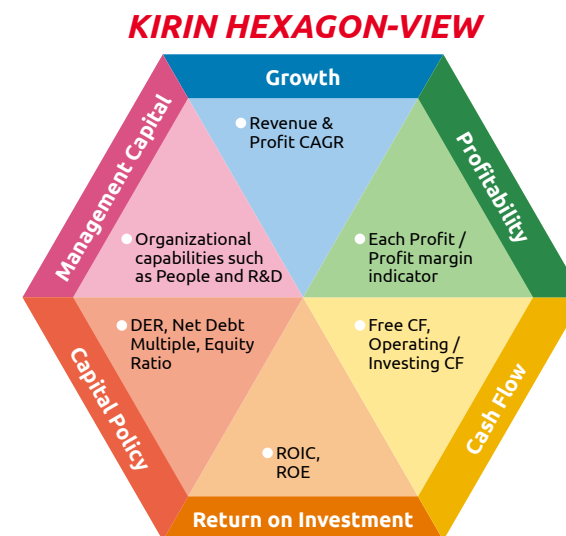 KIRIN HEXAGON-VIEW
Growth
Revenue &
Profit CAGR
Management Capital
Organizational
capabilities such
as People and R&D
Profitability
Each Profit /
Profit margin
indicator
Capital Policy
DER, Net Debt
Multiple, Equity
Ratio
Cash Flow
Free CF,
Operating /
Investing CF
ROIC,
ROE
Return on Investment